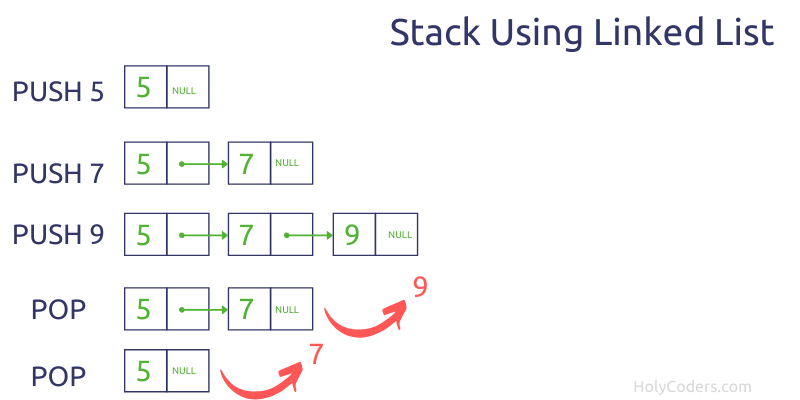 Stack Using Linked List
PUSH 5 5 NULL
PUSH 7 5 7 NULL
PUSH 9 5 7 9 NULL
POP 5 7 NULL 9
POP 5 NULL 7
HolyCoders.com